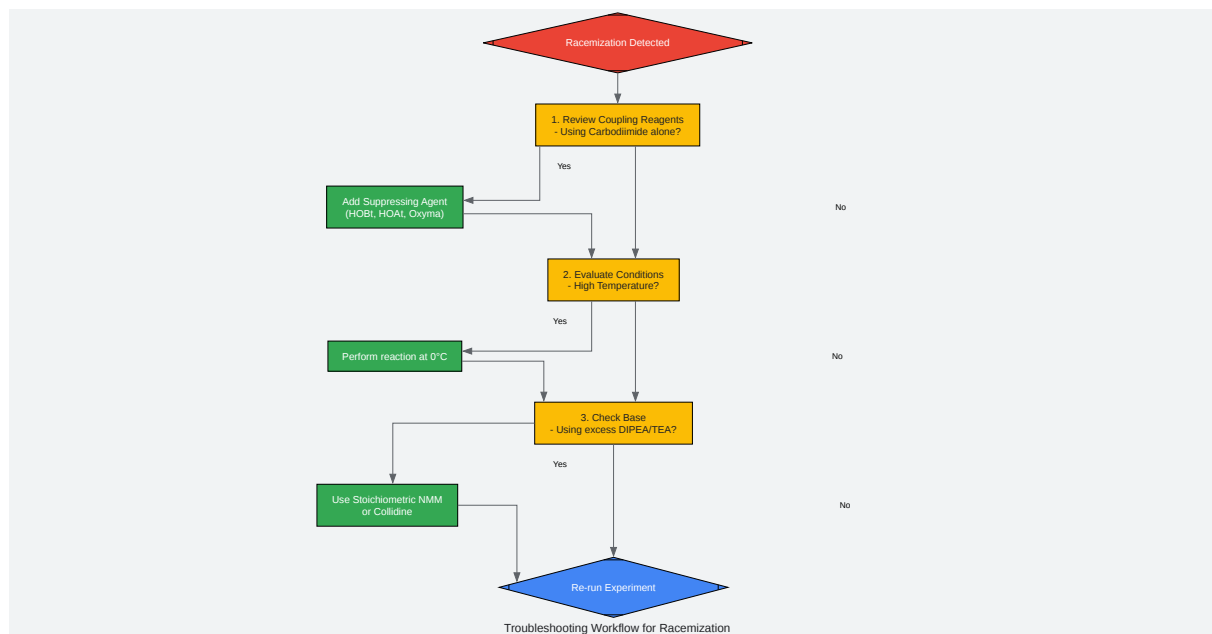 Racemization Detected
1. Review Coupling Reagents
- Using Carbodiimide alone?
Yes
Add Suppressing Agent
(HOBt, HOAt, Oxyma)
No
2. Evaluate Conditions
- High Temperature?
Yes
Perform reaction at 0°C
No
3. Check Base
- Using excess DIPEA/TEA?
Yes
Use Stoichiometric NMM
or Collidine
No
Re-run Experiment
Troubleshooting Workflow for Racemization